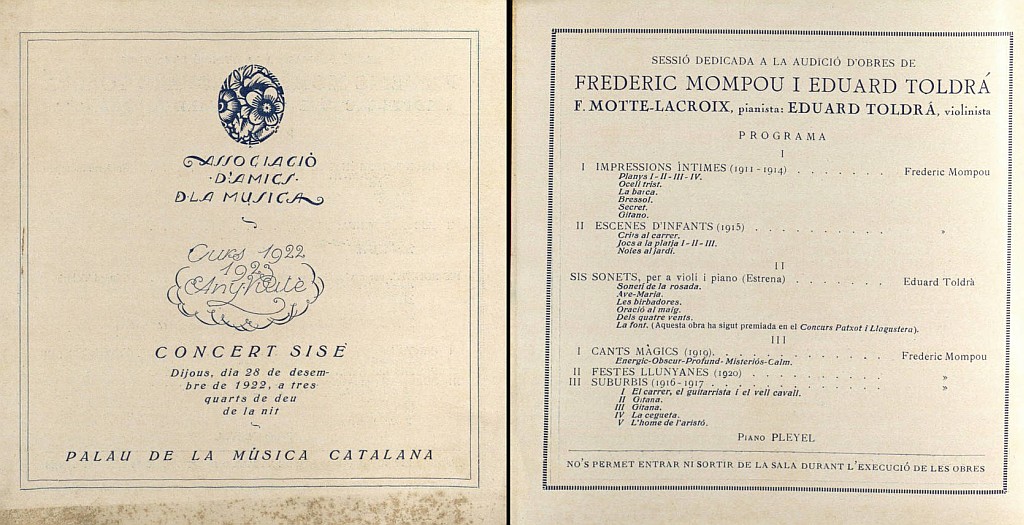 ASSOCIACIÓ
D'AMICS
D LA MUSICA
Curs 1922
1923
Any Vuitè
CONCERT SISÈ
Dijous, dia 28 de desem-
bre de 1922, a tres
quarts de deu
de la nit
PALAU DE LA MÚSICA CATALANA
SESSIÓ DEDICADA A LA AUDICIÓ D'OBRES DE
FREDERIC MOMPOU I EDUARD TOLDRÁ
F. MOTTE-LACROIX, pianista: EDUARD TOLDRÁ, violinista
PROGRAMA
I
I IMPRESSIONS ÍNTIMES (1911-1914) . . . . . . . Frederic Mompou
Planys I - II - III - IV.
Ocell trist.
La barca.
Bressol.
Secret.
Gitano.
II ESCENES D'INFANTS (1915) . . . . . . . . . . »
Crits al carrer.
Jocs a la platja I - II - III.
Noies al jardí.
II
SIS SONETS, per a violí i piano (Estrena) . . . . . . . Eduard Toldrà
Soneti de la rosada.
Ave-Maria.
Les birbadores.
Oració al maig.
Dels quatre vents.
La font. (Aquesta obra ha sigut premiada en el Concurs Patxot i Llagustera).
III
I CANTS MÀGICS (1919). . . . . . . . . . . . Frederic Mompou
Energic-Obscur-Profund-Misteriós-Calm.
II FESTES LLUNYANES (1920) . . . . . . . . . . »
III SUBURBIS (1916-1917 . . . . . . . . . . . . »
I El carrer, el guitarrista i el vell cavall.
II Gitana.
III Gitana.
IV La cegueta.
V L'home de l'aristó.
PIANO PLEYEL
NO'S PERMET ENTRAR NI SORTIR DE LA SALA DURANT L'EXECUCIÓ DE LES OBRES